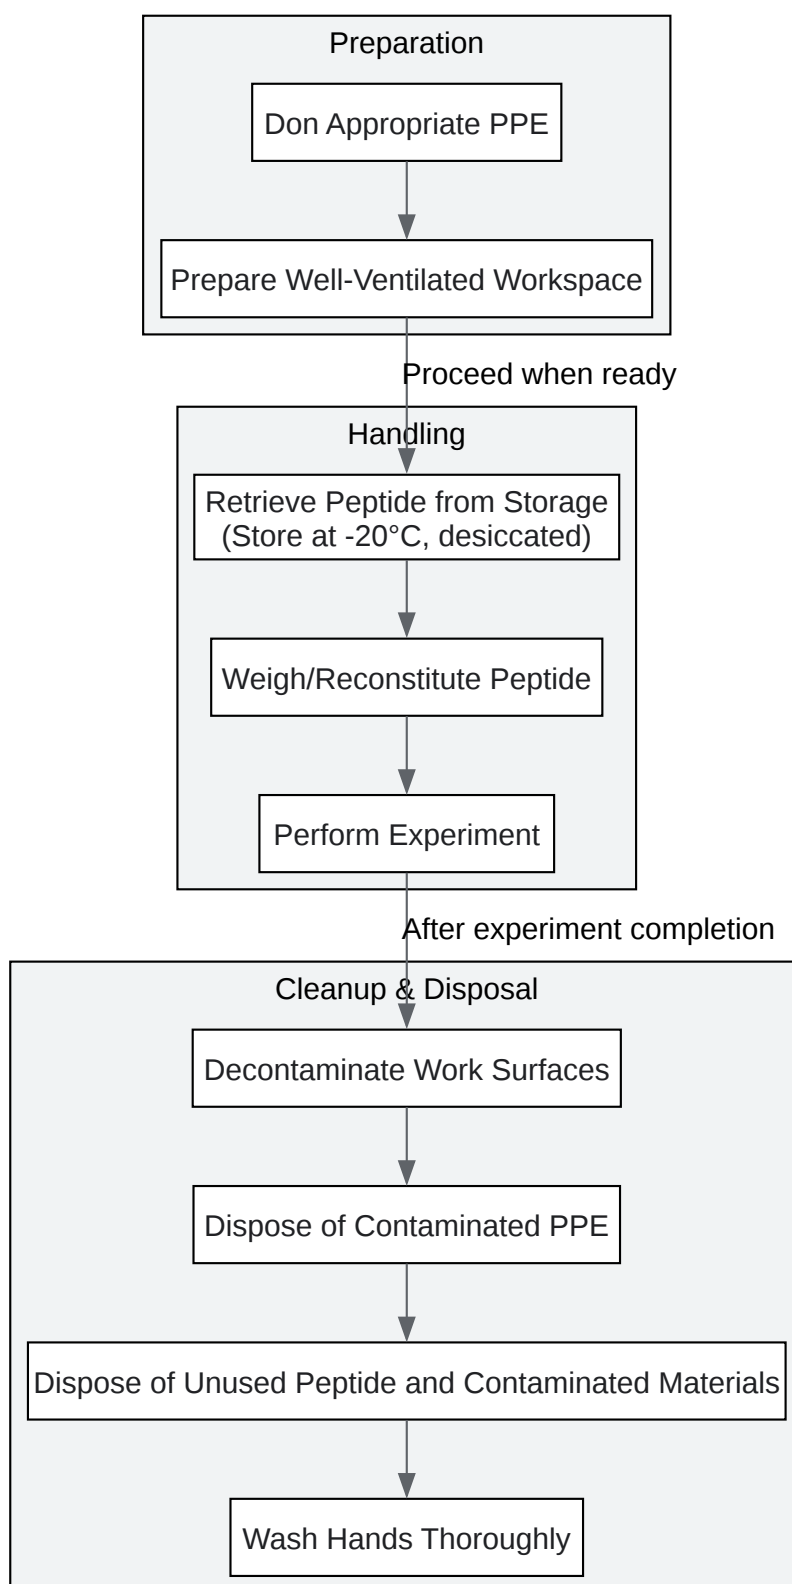 Preparation
Don Appropriate PPE
Prepare Well-Ventilated Workspace
Proceed when ready
Handling
Retrieve Peptide from Storage
(Store at -20°C, desiccated)
Weigh/Reconstitute Peptide
Perform Experiment
After experiment completion
Cleanup & Disposal
Decontaminate Work Surfaces
Dispose of Contaminated PPE
Dispose of Unused Peptide and Contaminated Materials
Wash Hands Thoroughly